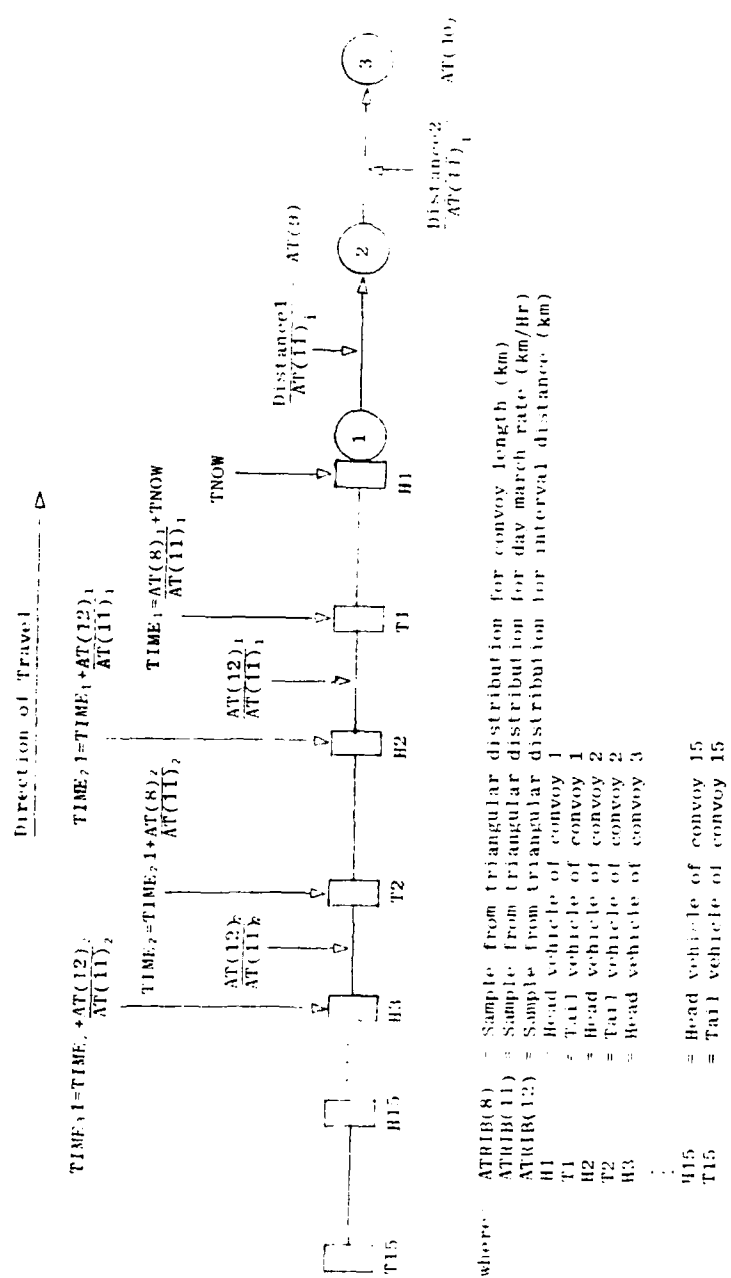 Direction of Travel
TIME₃1=TIME₂+AT(12)₂
AT(11)₂
TIME₂=TIME₂1+AT(8)₂
AT(11)₂
TIME₂1=TIME₁+AT(12)₁
AT(11)₁
TIME₁=AT(8)₁+TNOW
AT(11)₁
TNOW
AT(12)₂
AT(11)₂
AT(12)₁
AT(11)₁
Distance1
AT(11)₁
AT(9)
Distance2
AT(11)₁
AT(10)
T15
H15
H3
T2
H2
T1
H1
1
2
3
where
ATRIB(8) = Sample from triangular distribution for convoy length (km)
ATRIB(11) = Sample from triangular distribution for day march rate (km/Hr)
ATRIB(12) = Sample from triangular distribution for interval distance (km)
H1 = Head vehicle of convoy 1
T1 = Tail vehicle of convoy 1
H2 = Head vehicle of convoy 2
T2 = Tail vehicle of convoy 2
H3 = Head vehicle of convoy 3
H15 = Head vehicle of convoy 15
T15 = Tail vehicle of convoy 15